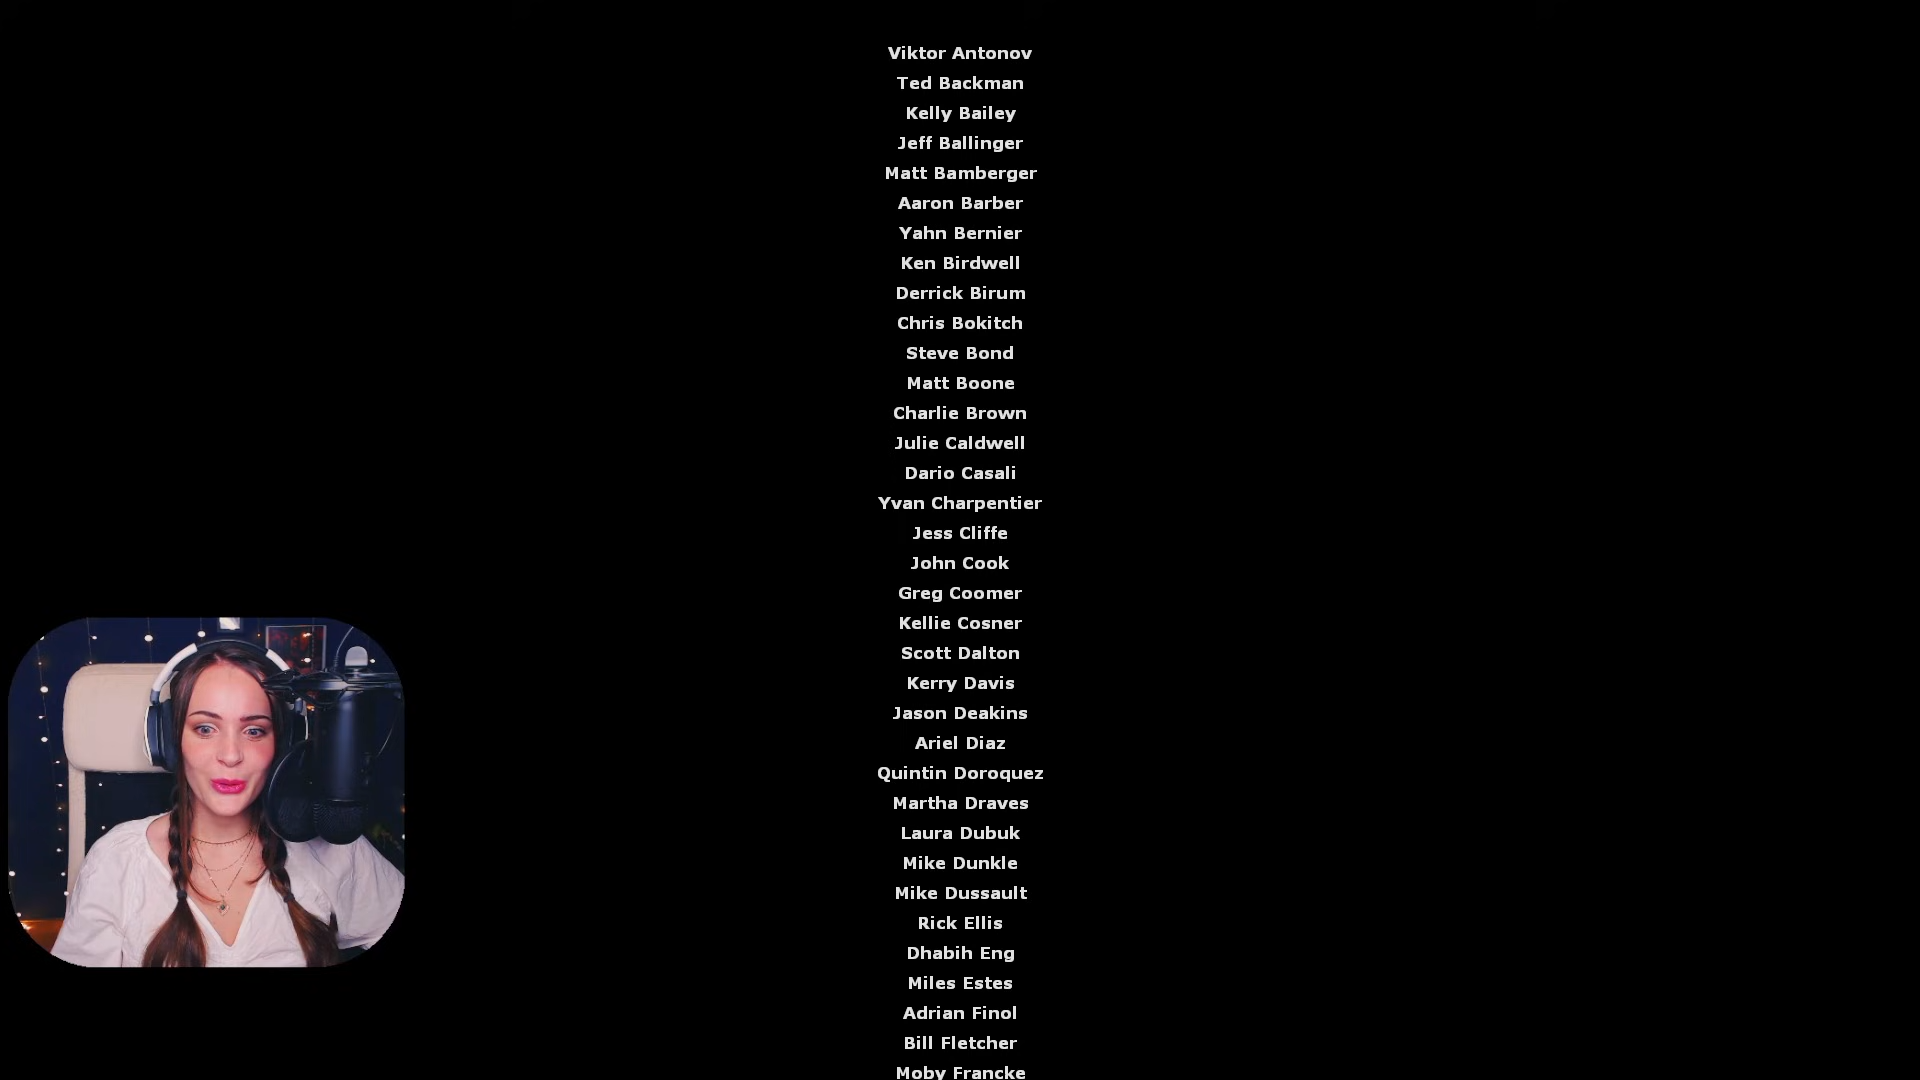 Viktor Antonov
Ted Backman
Kelly Bailey
Jeff Ballinger
Matt Bamberger
Aaron Barber
Yahn Bernier
Ken Birdwell
Derrick Birum
Chris Bokitch
Steve Bond
Matt Boone
Charlie Brown
Julie Caldwell
Dario Casali
Yvan Charpentier
Jess Cliffe
John Cook
Greg Coomer
Kellie Cosner
Scott Dalton
Kerry Davis
Jason Deakins
Ariel Diaz
Quintin Doroquez
Martha Draves
Laura Dubuk
Mike Dunkle
Mike Dussault
Rick Ellis
Dhabih Eng
Miles Estes
Adrian Finol
Bill Fletcher
Moby Francke